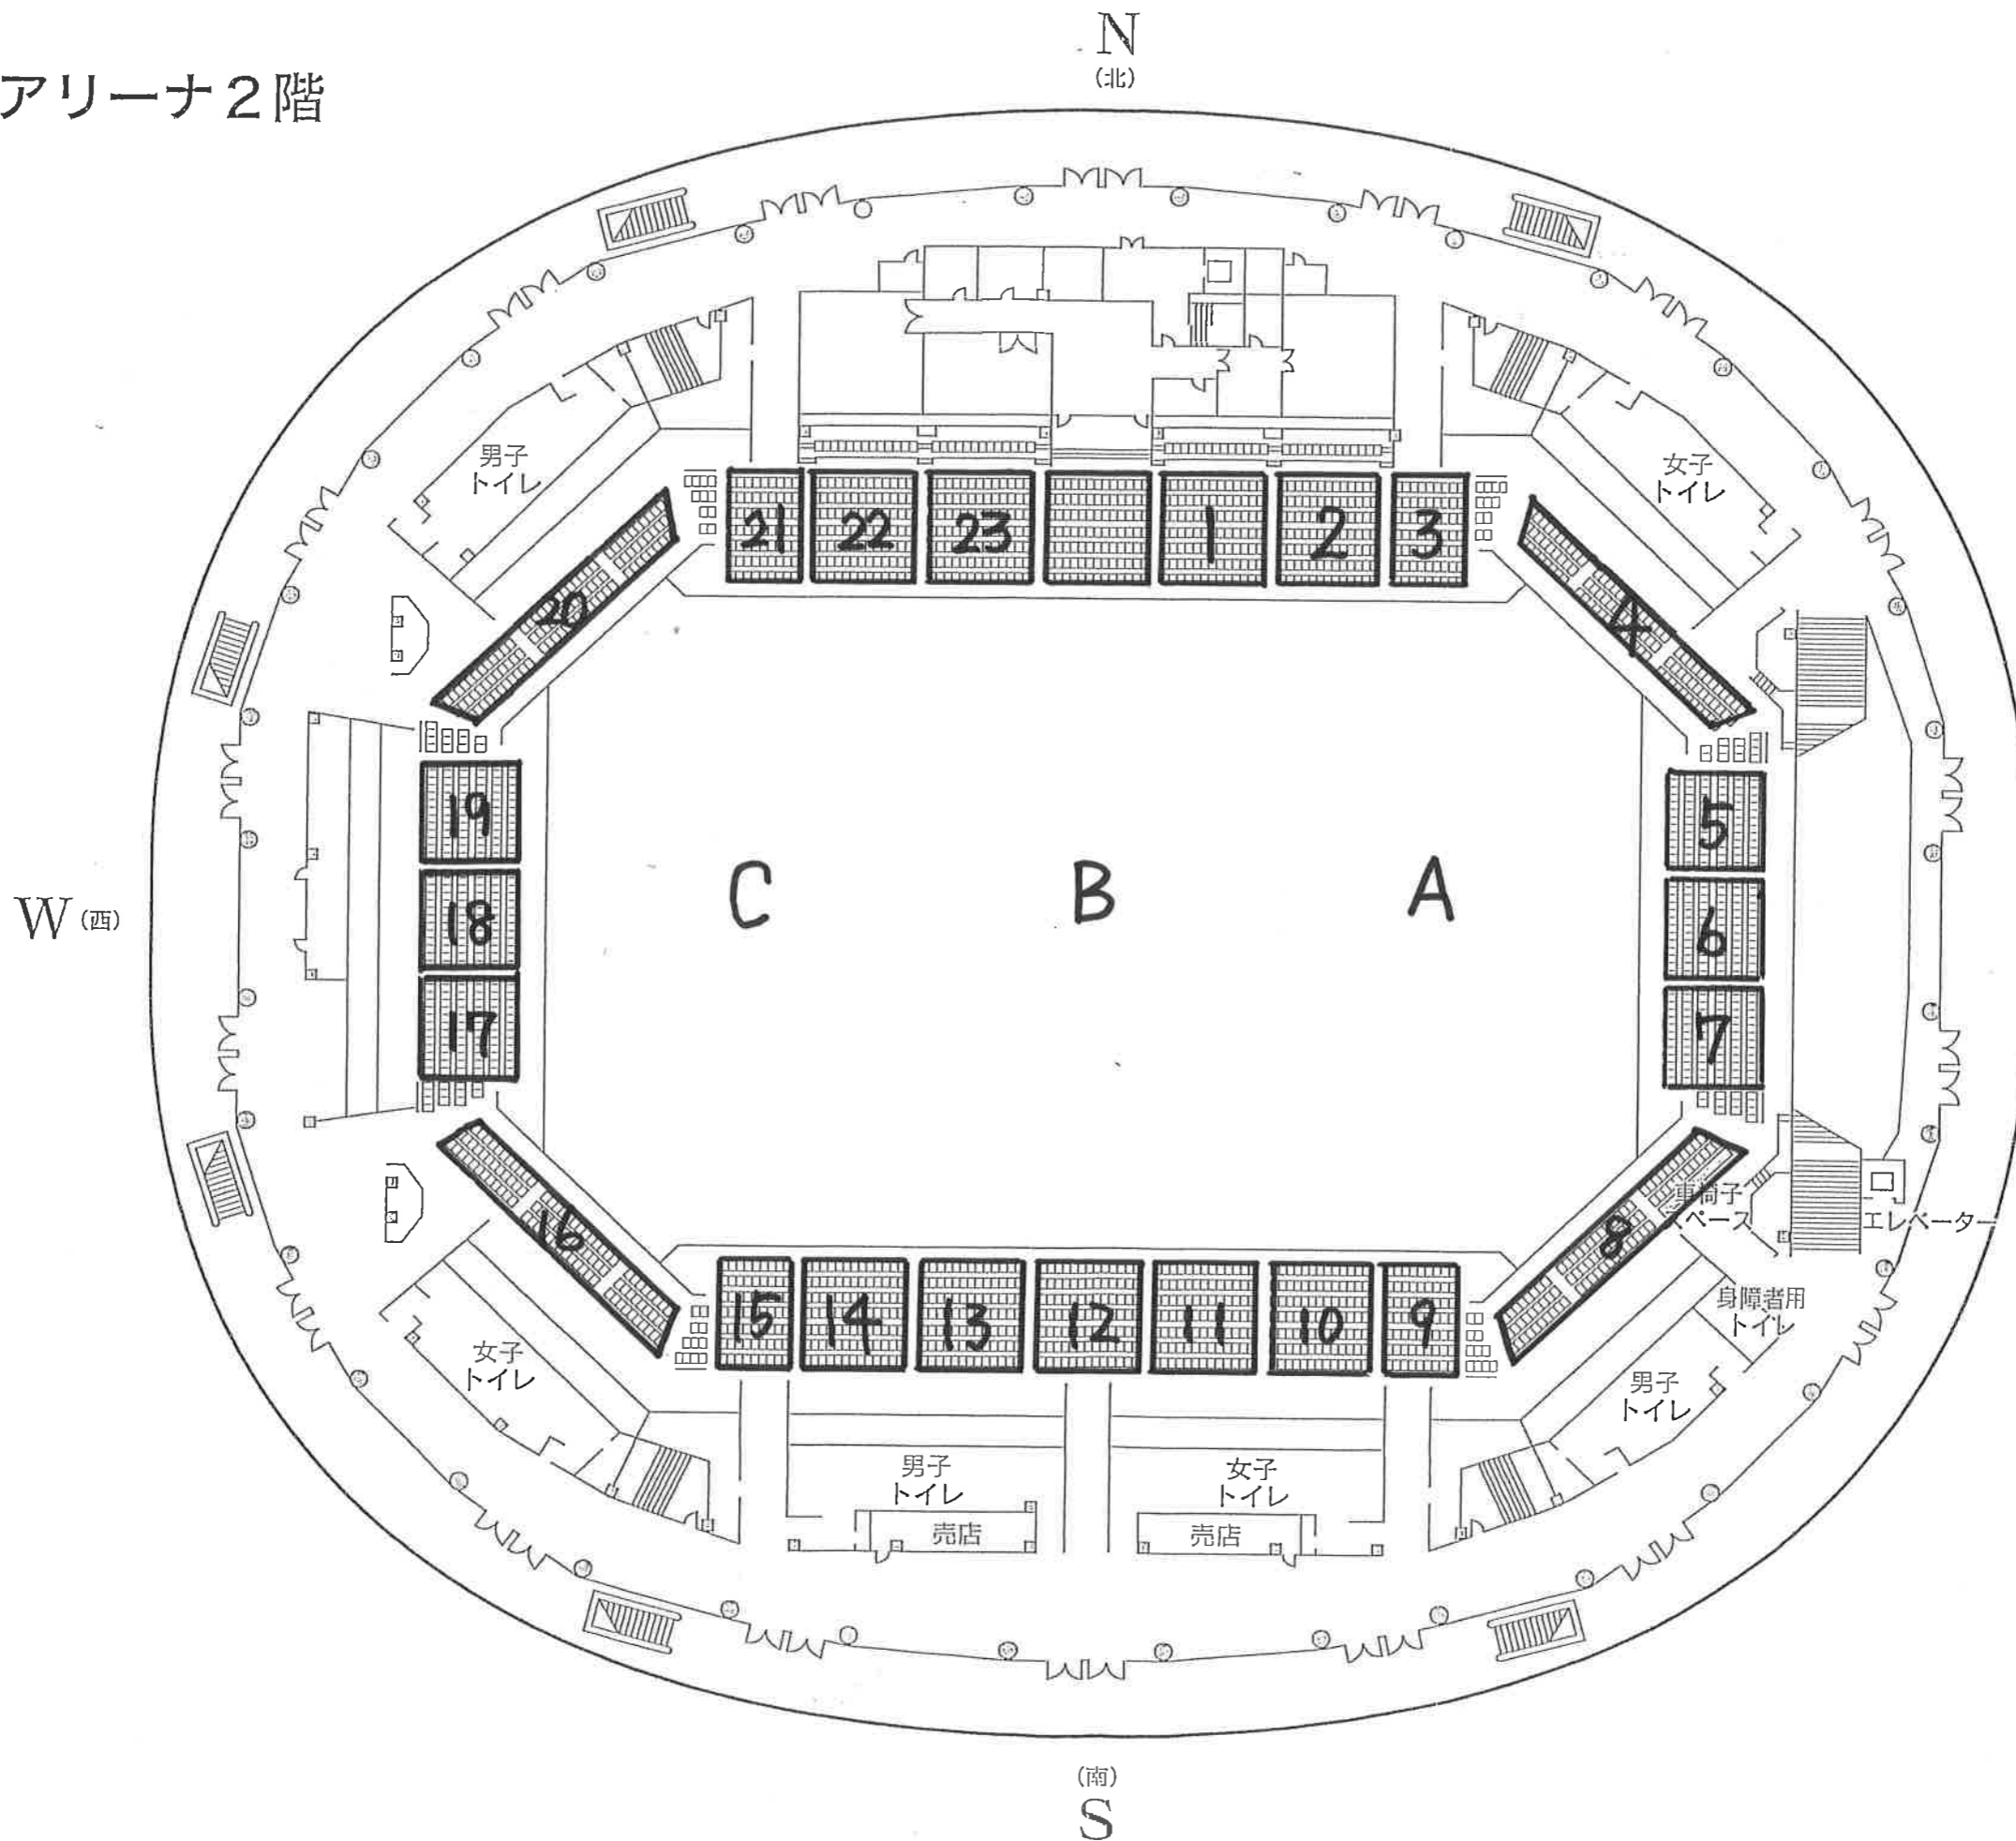 アリーナ2階
N
(北)
男子
トイレ
女子
トイレ
21 22 23 1 2 3
20
4
19
5
C B A
W (西)
18
6
17
7
車椅子
スペース
エレベーター
16
8
身障者用
トイレ
15 14 13 12 11 10 9
女子
トイレ
男子
トイレ
男子
トイレ
女子
トイレ
売店
売店
(南)
S